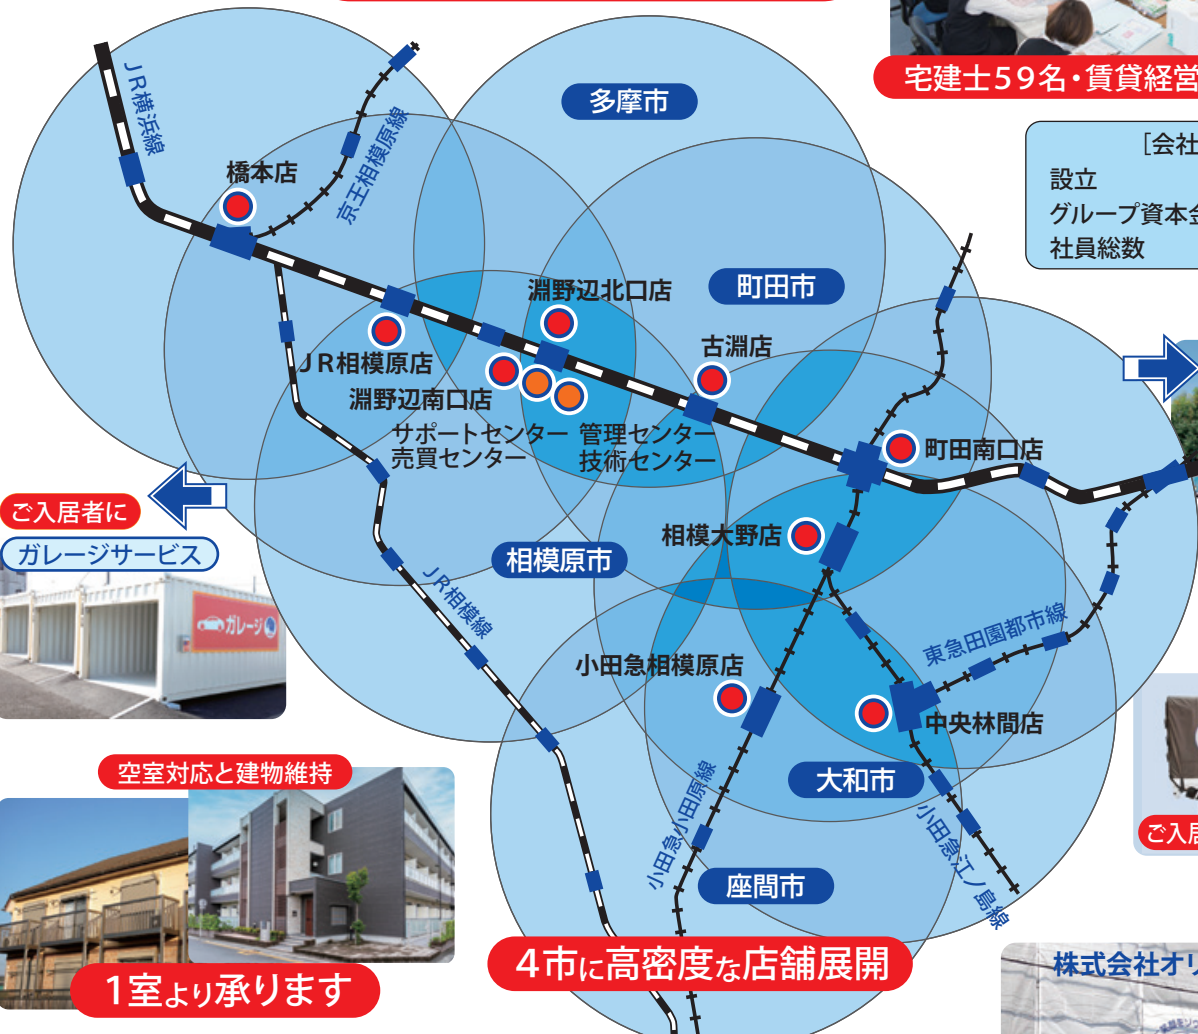 宅建士59名・賃貸経営
[会社
設立
グループ資本金
社員総数
多摩市
JR横浜線
京王相模原線
橋本店
町田市
淵野辺北口店
JR相模原店
古淵店
淵野辺南口店
サポートセンター
売買センター
管理センター
技術センター
町田南口店
ご入居者に
ガレージサービス
ガレージ
相模大野店
相模原市
JR相模線
東急田園都市線
小田急相模原店
中央林間店
大和市
小田急小田原線
小田急江ノ島線
座間市
空室対応と建物維持
1室より承ります
4市に高密度な店舗展開
ご入居
株式会社オリ